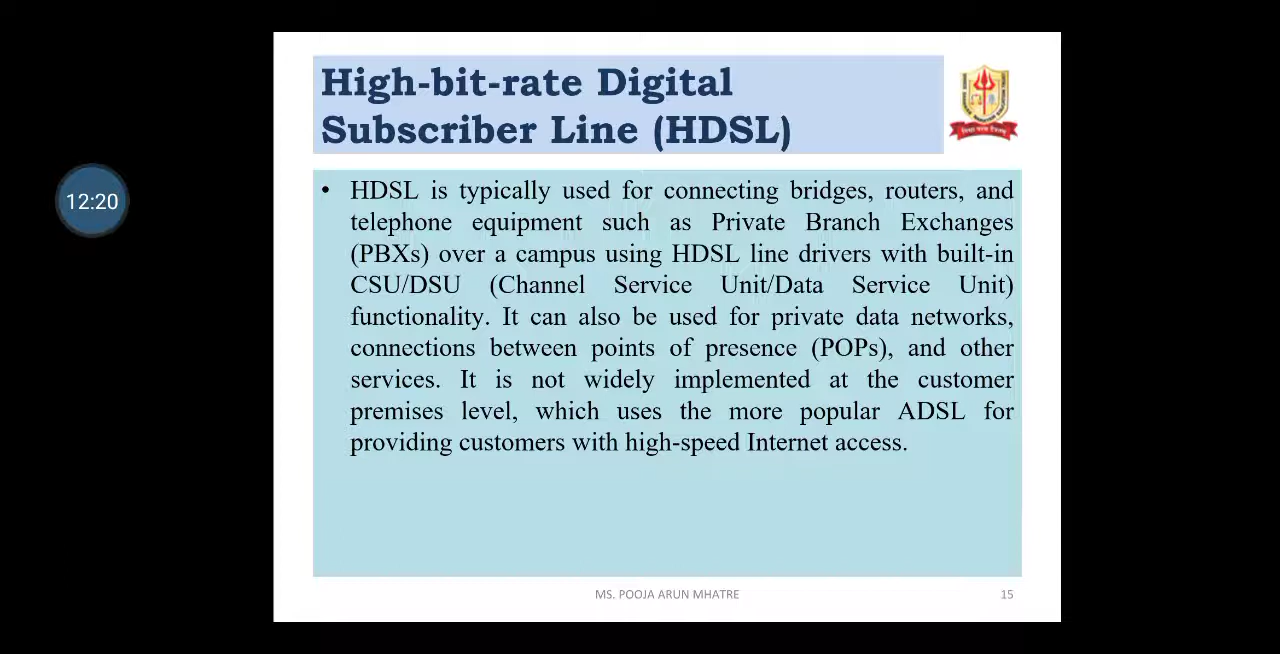 High-bit-rate Digital
Subscriber Line (HDSL)
12:20
• HDSL is typically used for connecting bridges, routers, and
telephone equipment such as Private Branch Exchanges
(PBXs) over a campus using HDSL line drivers with built-in
CSU/DSU (Channel Service Unit/Data Service Unit)
functionality. It can also be used for private data networks,
connections between points of presence (POPs), and other
services. It is not widely implemented at the customer
premises level, which uses the more popular ADSL for
providing customers with high-speed Internet access.
MS. POOJA ARUN MHATRE
15